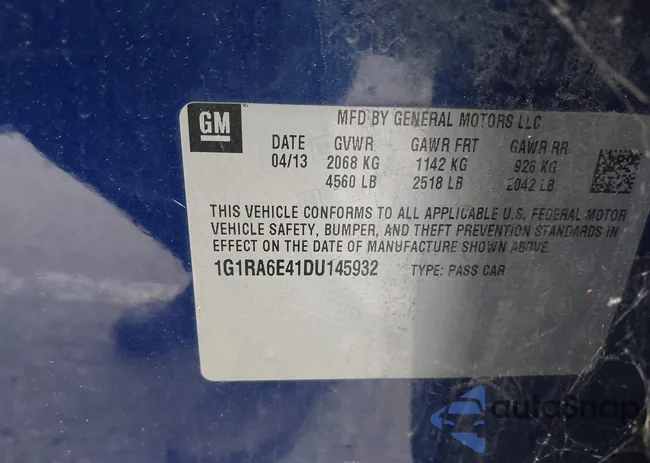 GM
MFD BY GENERAL MOTORS LLC
DATE GVWR GAWR FRT GAWR RR
04/13 2068 KG 1142 KG 926 KG
4560 LB 2518 LB 2042 LB
THIS VEHICLE CONFORMS TO ALL APPLICABLE U.S. FEDERAL MOTOR
VEHICLE SAFETY, BUMPER, AND THEFT PREVENTION STANDARDS IN
EFFECT ON THE DATE OF MANUFACTURE SHOWN ABOVE.
1G1RA6E41DU145932 TYPE: PASS CAR
autoSnap